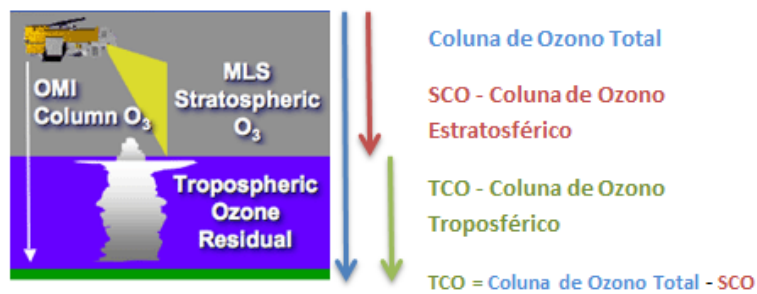 OMI
Column O3
MLS
Stratospheric
O3
Tropospheric
Ozone
Residual
Coluna de Ozono Total
SCO - Coluna de Ozono
Estratosférico
TCO - Coluna de Ozono
Troposférico
TCO = Coluna de Ozono Total - SCO